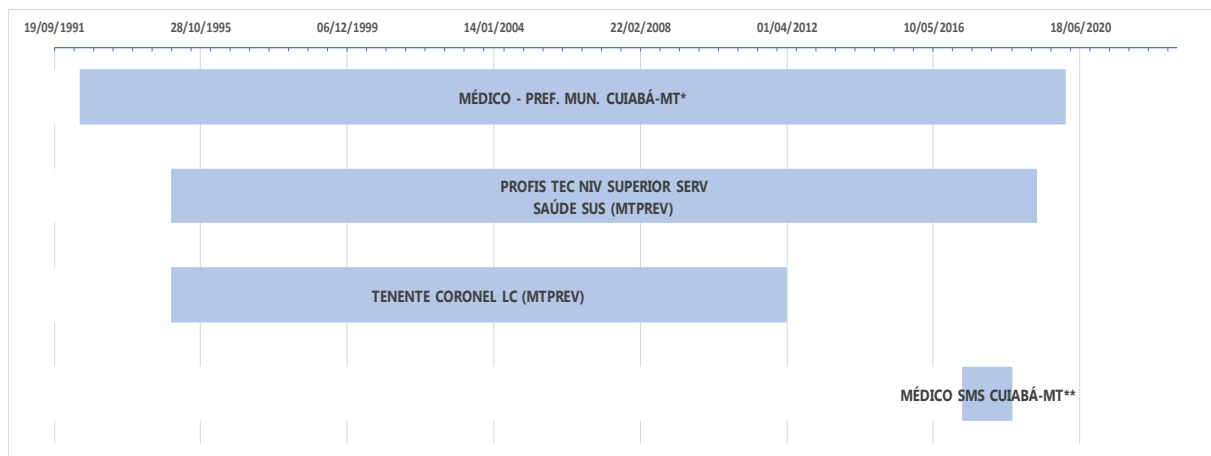 19/09/1991 28/10/1995 06/12/1999 14/01/2004 22/02/2008 01/04/2012 10/05/2016 18/06/2020
MÉDICO - PREF. MUN. CUIABÁ-MT*
PROFIS TEC NIV SUPERIOR SERV
SAÚDE SUS (MTPREV)
TENENTE CORONEL LC (MTPREV)
MÉDICO SMS CUIABÁ-MT**